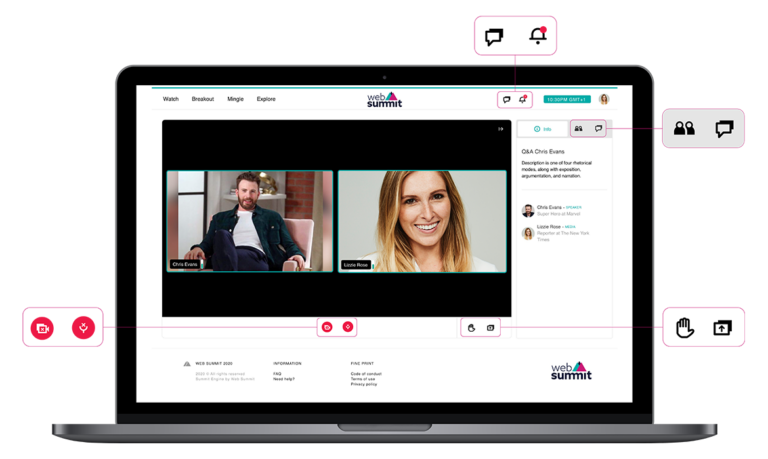 Watch Breakout Mingle Explore
web
summit
10:00PM GMT+1
Info
Q&A Chris Evans
Description is one of four rhetorical
modes, along with exposition,
argumentation, and narration.
Chris Evans • SPEAKER
Super Hero at Marvel
Lizzie Rose • MEDIA
Reporter at The New York
Times
Chris Evans
Lizzie Rose
WEB SUMMIT 2020
2020 © All rights reserved
Summit Engine by Web Summit
INFORMATION
FAQ
Need help?
FINE PRINT
Code of conduct
Terms of use
Privacy policy
web
summit